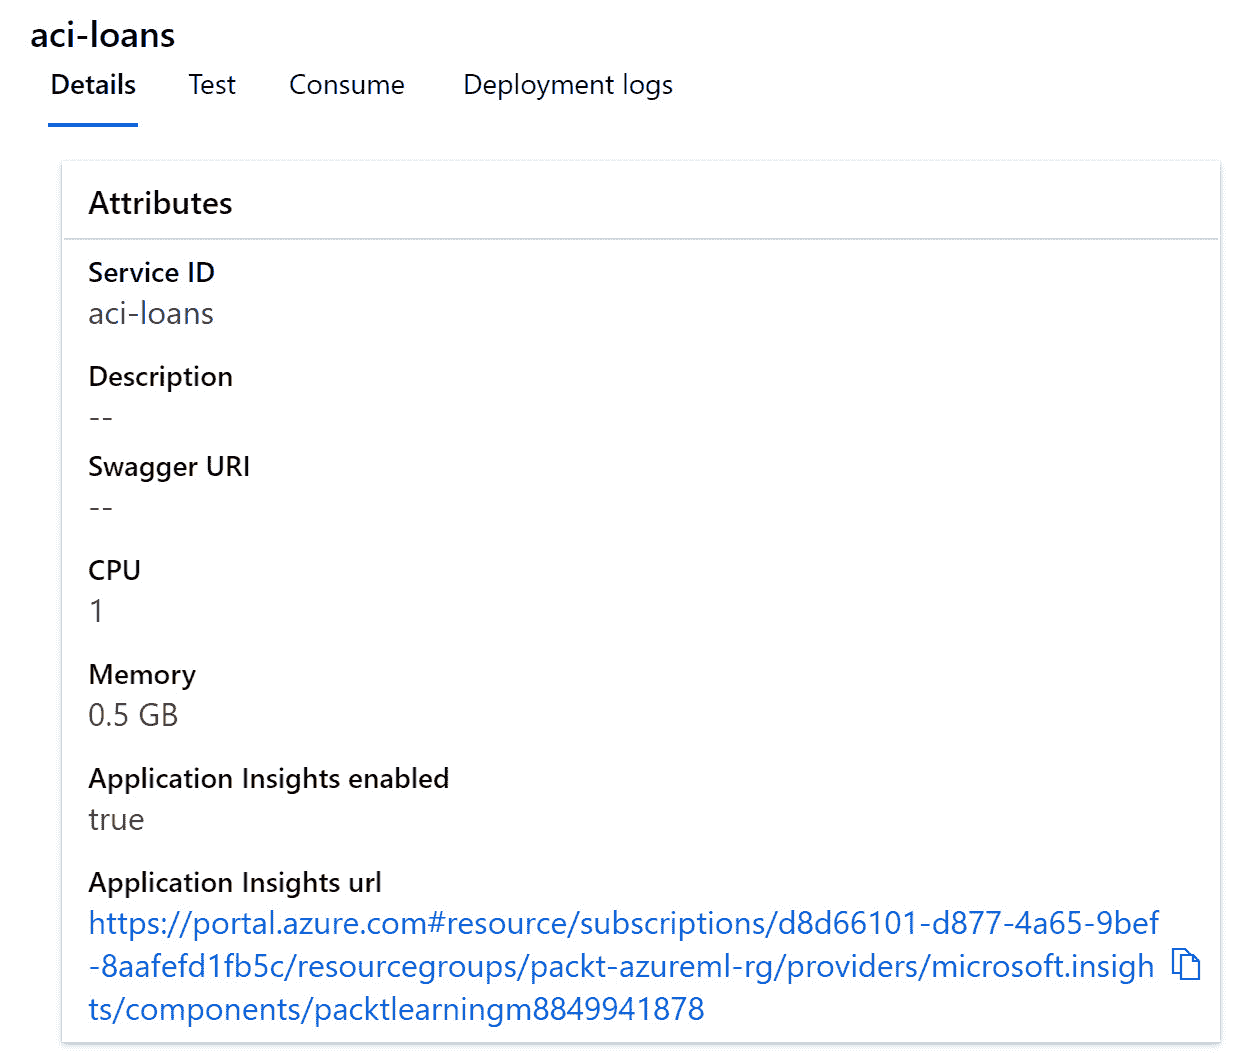 aci-loans
Details Test Consume Deployment logs
Attributes
Service ID
aci-loans
Description
--
Swagger URI
--
CPU
1
Memory
0.5 GB
Application Insights enabled
true
Application Insights url
https://portal.azure.com#resource/subscriptions/d8d66101-d877-4a65-9bef
-8aafefd1fb5c/resourcegroups/packt-azureml-rg/providers/microsoft.insigh
ts/components/packtlearningm8849941878